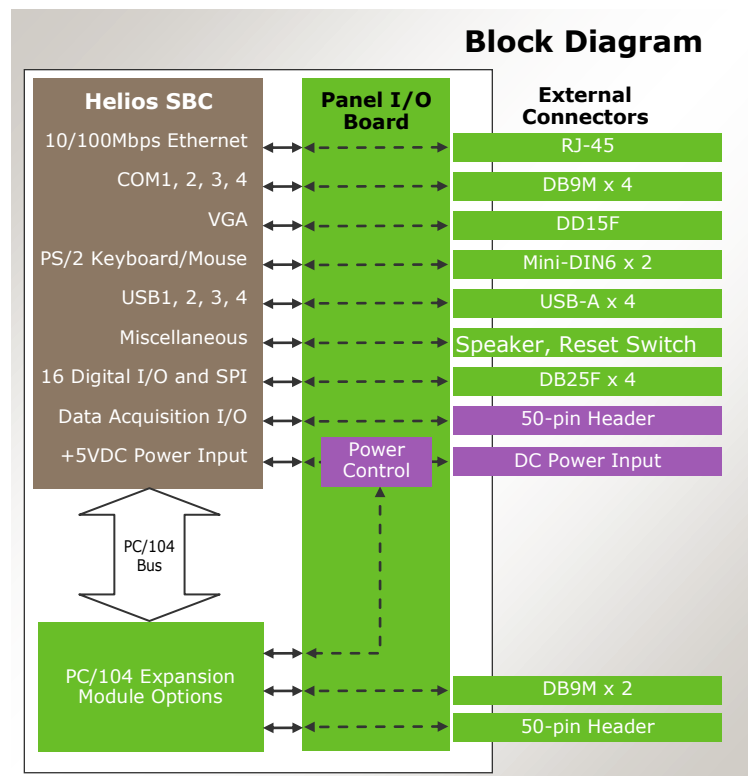 Block Diagram
Helios SBC
Panel I/O
Board
External
Connectors
10/100Mbps Ethernet
RJ-45
COM1, 2, 3, 4
DB9M x 4
VGA
DD15F
PS/2 Keyboard/Mouse
Mini-DIN6 x 2
USB1, 2, 3, 4
USB-A x 4
Miscellaneous
Speaker, Reset Switch
16 Digital I/O and SPI
DB25F x 4
Data Acquisition I/O
50-pin Header
+5VDC Power Input
Power
Control
DC Power Input
PC/104
Bus
PC/104 Expansion
Module Options
DB9M x 2
50-pin Header